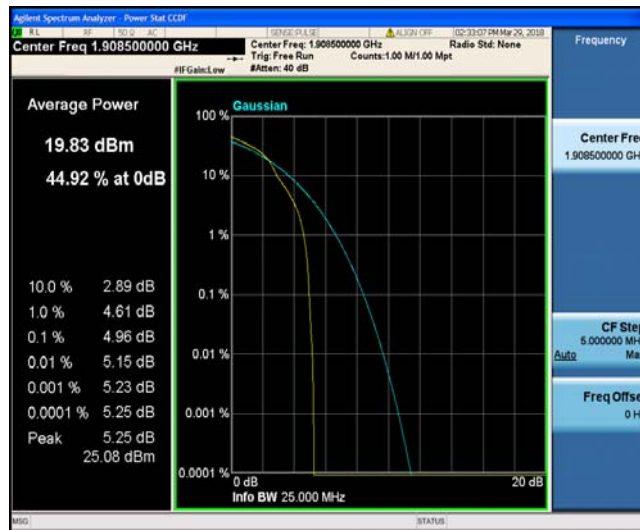 Agilent Spectrum Analyzer - Power Stat CCDF
RL RF 50 Ω AC SENSE:PULSE ALIGN OFF 02:33:07 PM Mar 29, 2018
Center Freq 1.908500000 GHz
Center Freq: 1.908500000 GHz Radio Std: None
Trig: Free Run Counts:1.00 M/1.00 Mpt
#IFGain:Low #Atten: 40 dB
Frequency
Average Power
19.83 dBm
44.92 % at 0dB
10.0 % 2.89 dB
1.0 % 4.61 dB
0.1 % 4.96 dB
0.01 % 5.15 dB
0.001 % 5.23 dB
0.0001 % 5.25 dB
Peak 5.25 dB
25.08 dBm
Gaussian
100 %
10 %
1 %
0.1 %
0.01 %
0.001 %
0.0001 %
0 dB 20 dB
Info BW 25.000 MHz
Center Fre
1.908500000 GH
CF Step
5.000000 MH
Auto Ma
Freq Offse
0 H
MSG STATUS